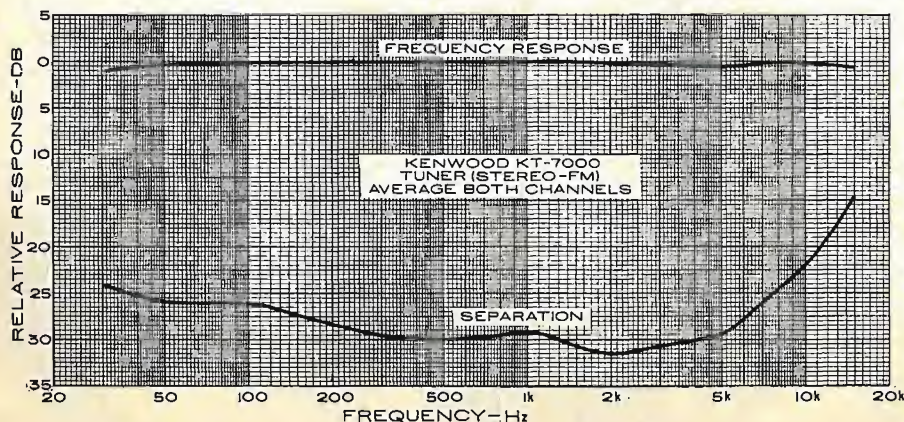 5
FREQUENCY RESPONSE
0
5
10
KENWOOD KT-7000
TUNER (STEREO-FM)
AVERAGE BOTH CHANNELS
15
20
25
SEPARATION
30
35
RELATIVE RESPONSE-DB
20 50 100 200 500 1k 2k 5k 10k 20k
FREQUENCY-Hz